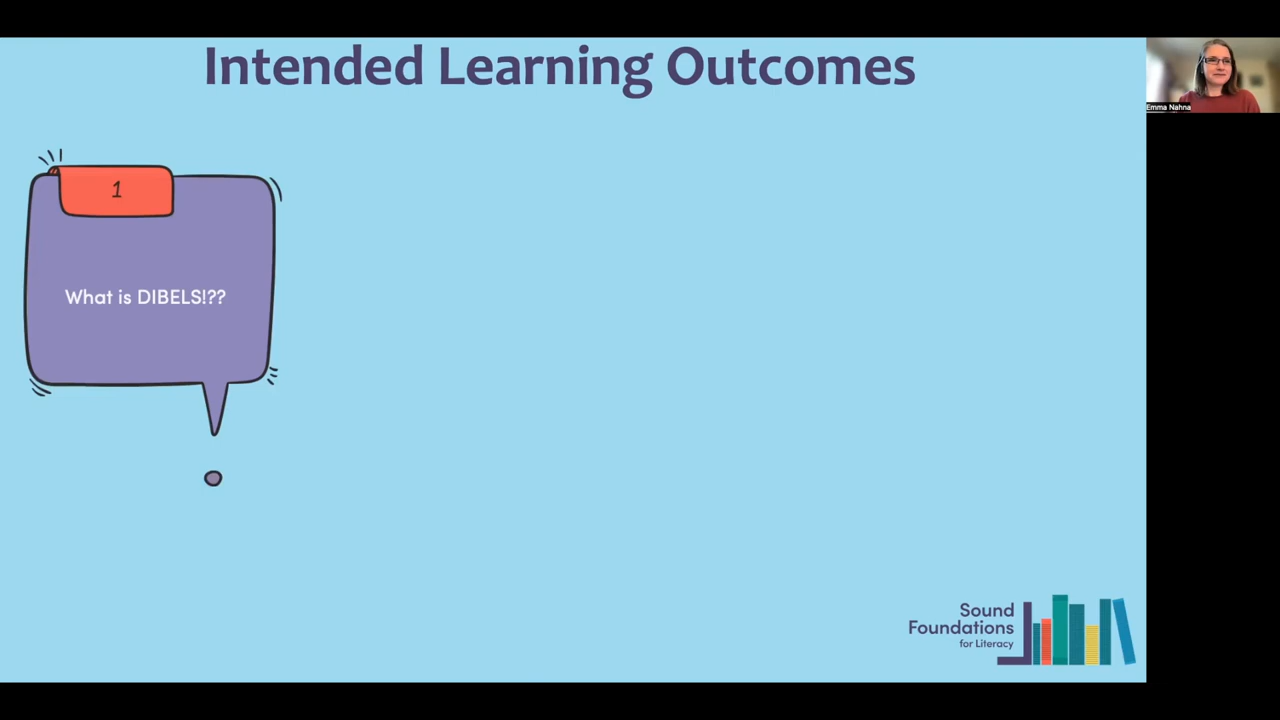 Intended Learning Outcomes
Emma Nahna
1
What is DIBELS!??
Sound
Foundations
for Literacy